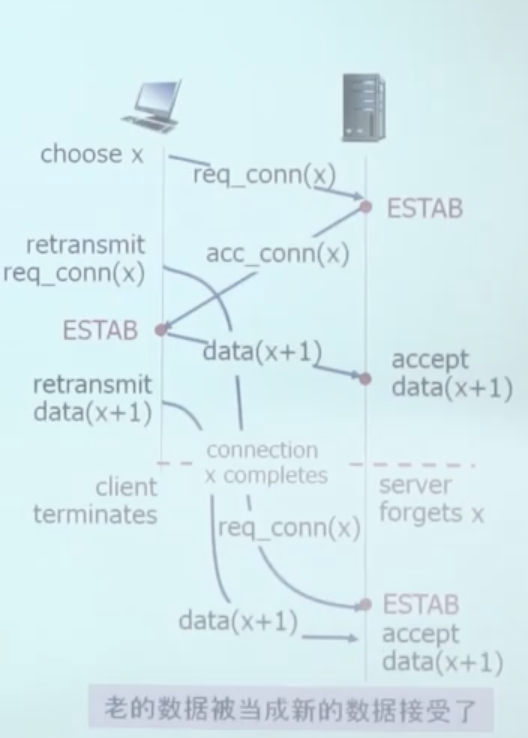 choose x
req_conn(x)
ESTAB
retransmit
req_conn(x)
acc_conn(x)
ESTAB
data(x+1)
accept
data(x+1)
retransmit
data(x+1)
connection
x completes
client
terminates
server
forgets x
req_conn(x)
ESTAB
data(x+1)
accept
data(x+1)
老的数据被当成新的数据接受了